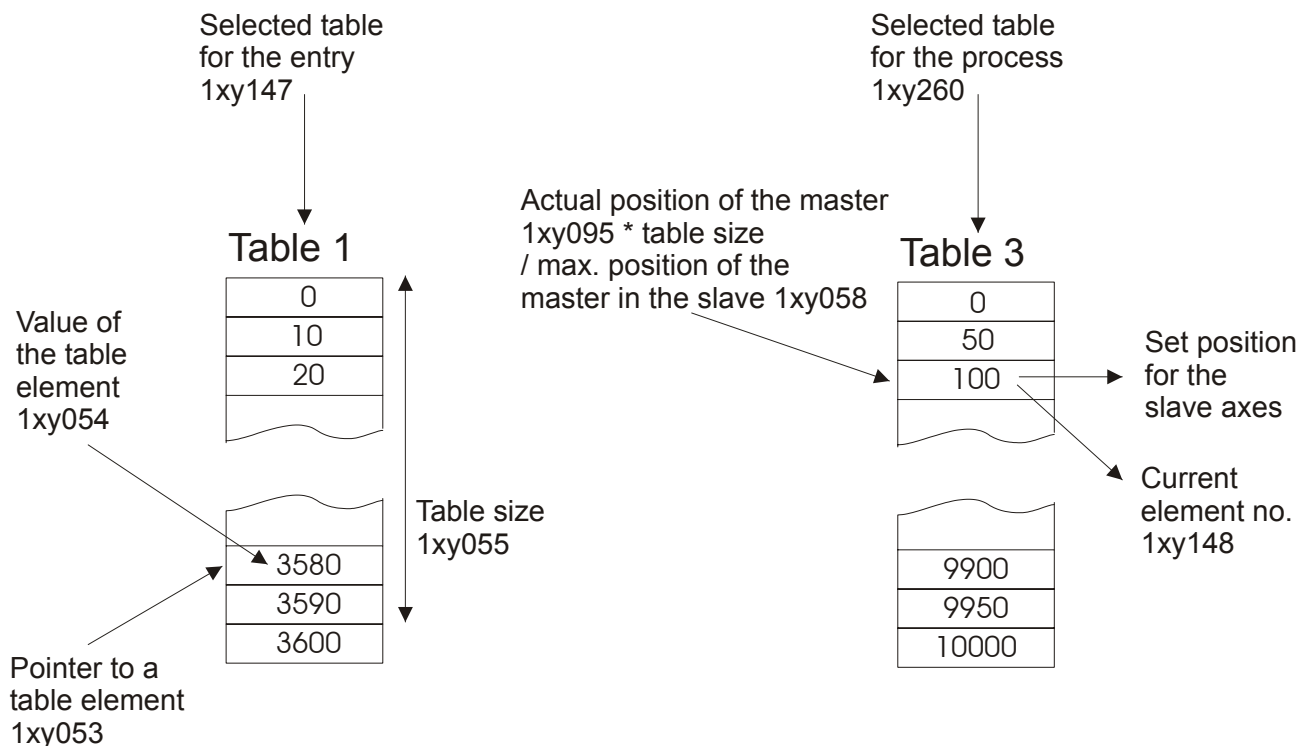 Selected table
for the entry
1xy147
Selected table
for the process
1xy260
Actual position of the master
1xy095 * table size
/ max. position of the
master in the slave 1xy058
Table 1
0
10
20
3580
3590
3600
Value of
the table
element
1xy054
Table size
1xy055
Pointer to a
table element
1xy053
Table 3
0
50
100
9900
9950
10000
Set position
for the
slave axes
Current
element no.
1xy148